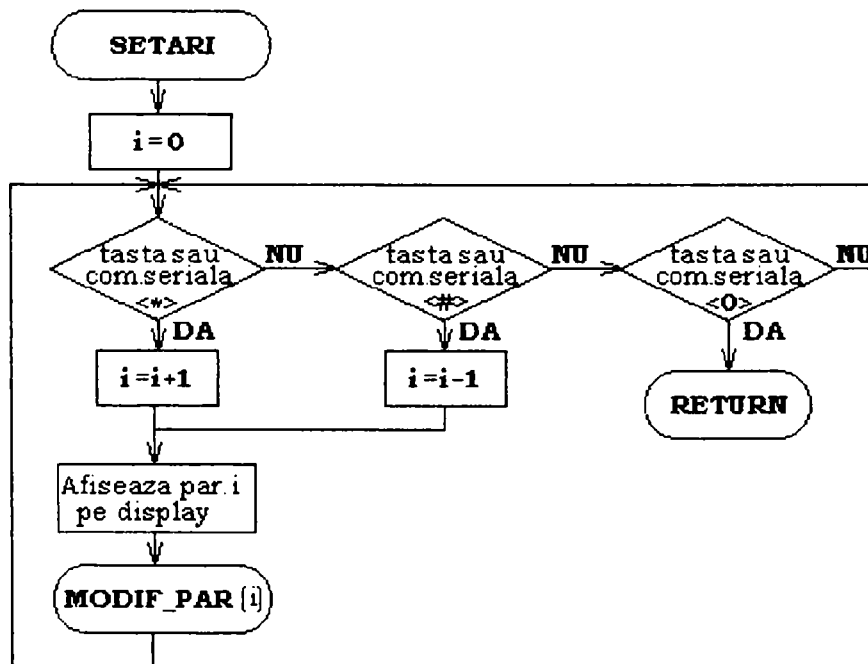 SETARI
i=0
tasta sau
com.seriala
<*>
NU
tasta sau
com.seriala
<#>
NU
tasta sau
com.seriala
<0>
NU
DA
DA
DA
i=i+1
i=i-1
RETURN
Afiseaza par. i
pe display
MODIF_PAR (i)